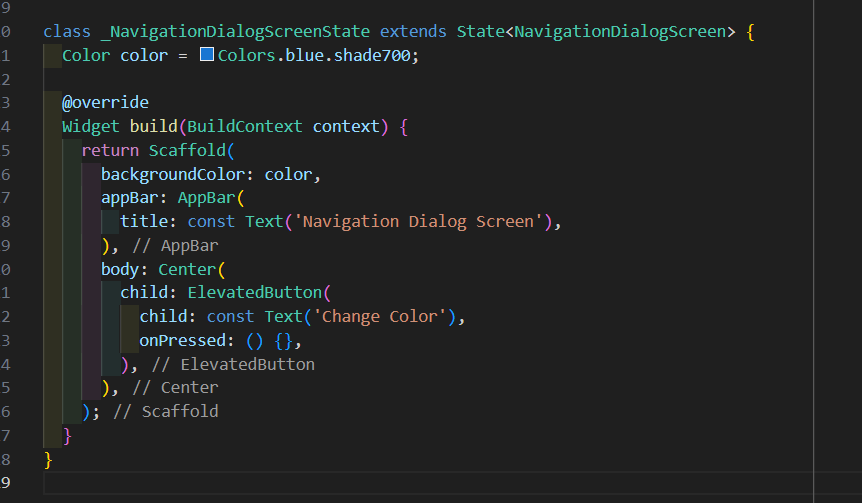 9
0 class _NavigationDialogScreenState extends State<NavigationDialogScreen> {
1   Color color = Colors.blue.shade700;
2
3   @override
4   Widget build(BuildContext context) {
5     return Scaffold(
6       backgroundColor: color,
7       appBar: AppBar(
8         title: const Text('Navigation Dialog Screen'),
9       ), // AppBar
0       body: Center(
1         child: ElevatedButton(
2           child: const Text('Change Color'),
3           onPressed: () {},
4         ), // ElevatedButton
5       ), // Center
6     ); // Scaffold
7   }
8 }
9